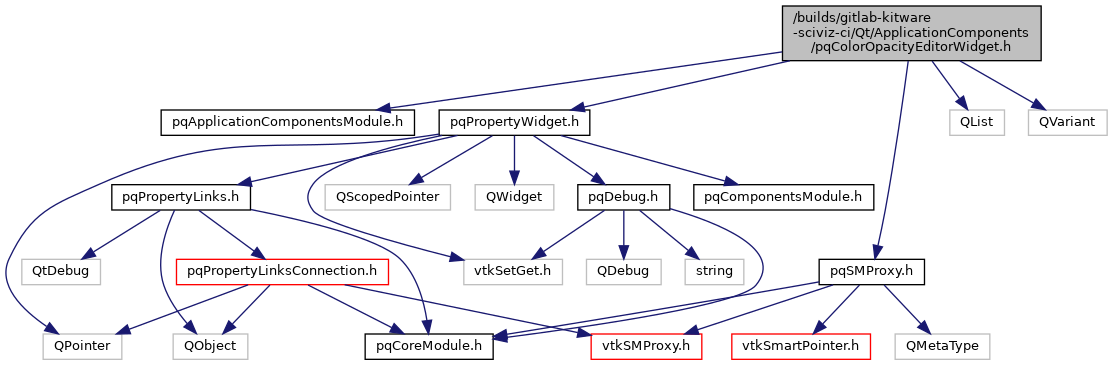 /builds/gitlab-kitware
-sciviz-ci/Qt/ApplicationComponents
/pqColorOpacityEditorWidget.h
pqApplicationComponentsModule.h
pqPropertyWidget.h
QList
QVariant
pqPropertyLinks.h
QScopedPointer
QWidget
pqDebug.h
pqComponentsModule.h
QtDebug
pqPropertyLinksConnection.h
vtkSetGet.h
QDebug
string
pqSMProxy.h
QPointer
QObject
pqCoreModule.h
vtkSMProxy.h
vtkSmartPointer.h
QMetaType